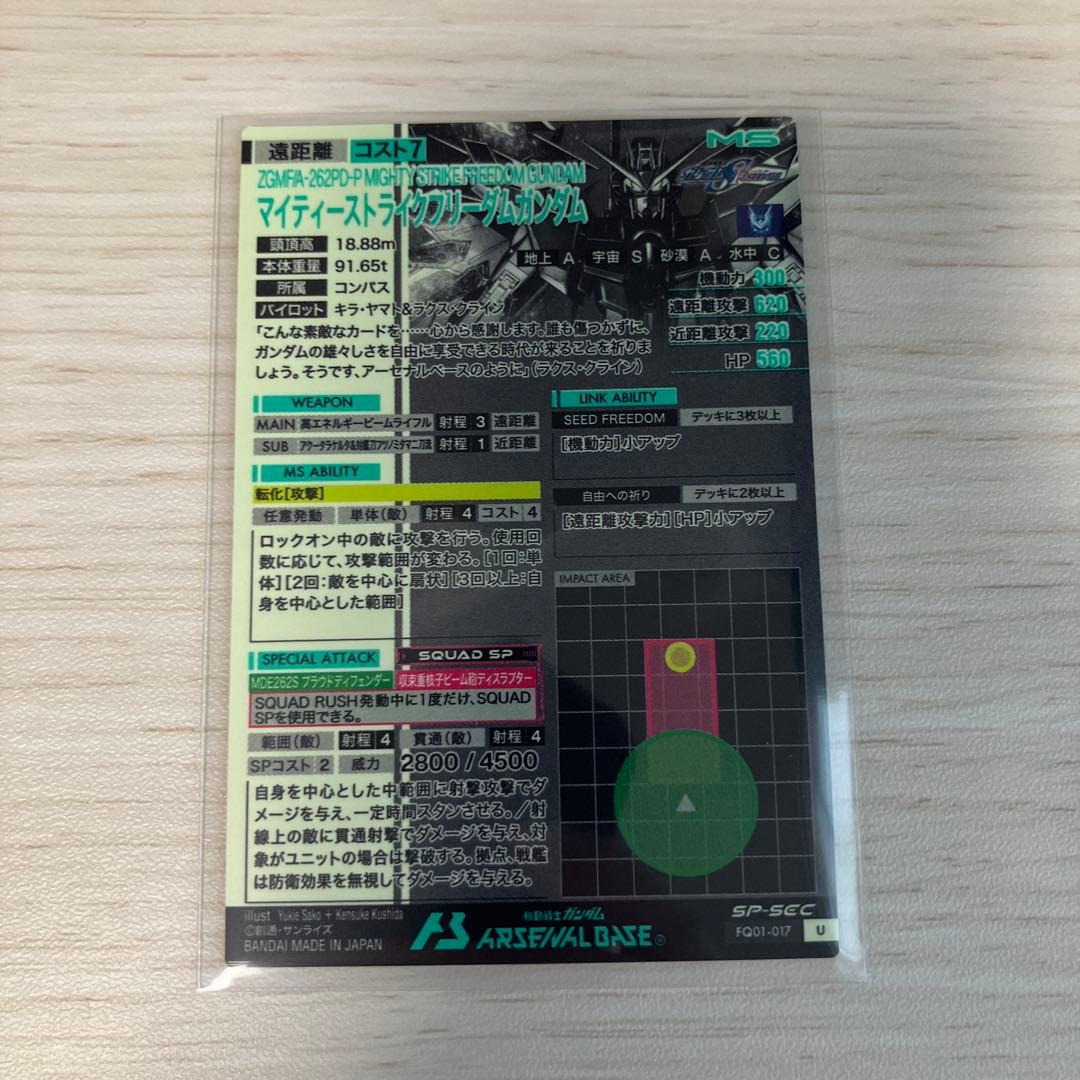 遠距離 コスト7
MS
ZGMF/A-262PD-P MIGHTY STRIKE FREEDOM GUNDAM
マイティーストライクフリーダムガンダム
頭頂高 18.88m
本体重量 91.65t
所属 コンパス
パイロット キラ・ヤマト&ラクス・クライン
地上 A 宇宙 S 砂漠 A 水中 C
機動力 300
遠距離攻撃 620
近距離攻撃 220
HP 560
「こんな素敵なカードを……心から感謝します。誰も傷つかずに、
ガンダムの雄々しさを自由に享受できる時代が来ることを祈りま
しょう。そうです、アーセナルベースのように」(ラクス・クライン)
WEAPON
MAIN 高エネルギービームライフル 射程 3 遠距離
SUB 射程 1 近距離
MS ABILITY
転化[攻撃]
任意発動 単体(敵) 射程 4 コスト 4
ロックオン中の敵に攻撃を行う。使用回
数に応じて、攻撃範囲が変わる。[1回:単
体][2回:敵を中心に扇状][3回以上:自
身を中心とした範囲]
LINK ABILITY
SEED FREEDOM デッキに3枚以上
[機動力]小アップ
自由への祈り デッキに2枚以上
[遠距離攻撃力][HP]小アップ
SPECIAL ATTACK
SQUAD SP
MDE262S プラウドディフェンダー 収束重核子ビーム砲ディスラプター
SQUAD RUSH発動中に1度だけ、SQUAD
SPを使用できる。
範囲(敵) 射程 4 貫通(敵) 射程 4
SPコスト 2 威力 2800 / 4500
自身を中心とした中範囲に射撃攻撃でダ
メージを与え、一定時間スタンさせる。/射
線上の敵に貫通射撃でダメージを与え、対
象がユニットの場合は撃破する。拠点、戦艦
は防衛効果を無視してダメージを与える。
IMPACT AREA
illust Yukie Sako + Kensuke Kushida
©創通・サンライズ
BANDAI MADE IN JAPAN
機動戦士ガンダム
ARSENAL BASE®
SP-SEC
FQ01-017 U